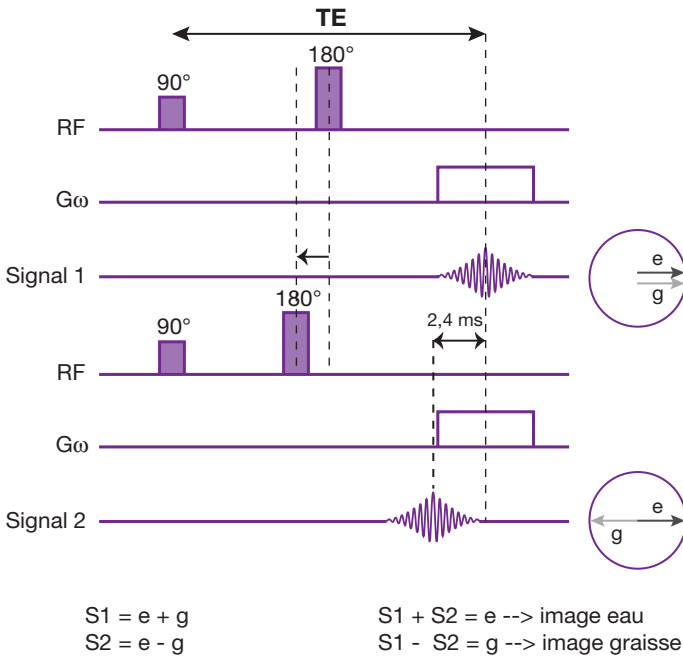 TE
90°
180°
RF
Gω
Signal 1
e
g
180°
2,4 ms
90°
RF
Gω
Signal 2
e
g
S1 = e + g
S2 = e - g
S1 + S2 = e --> image eau
S1 - S2 = g --> image graisse